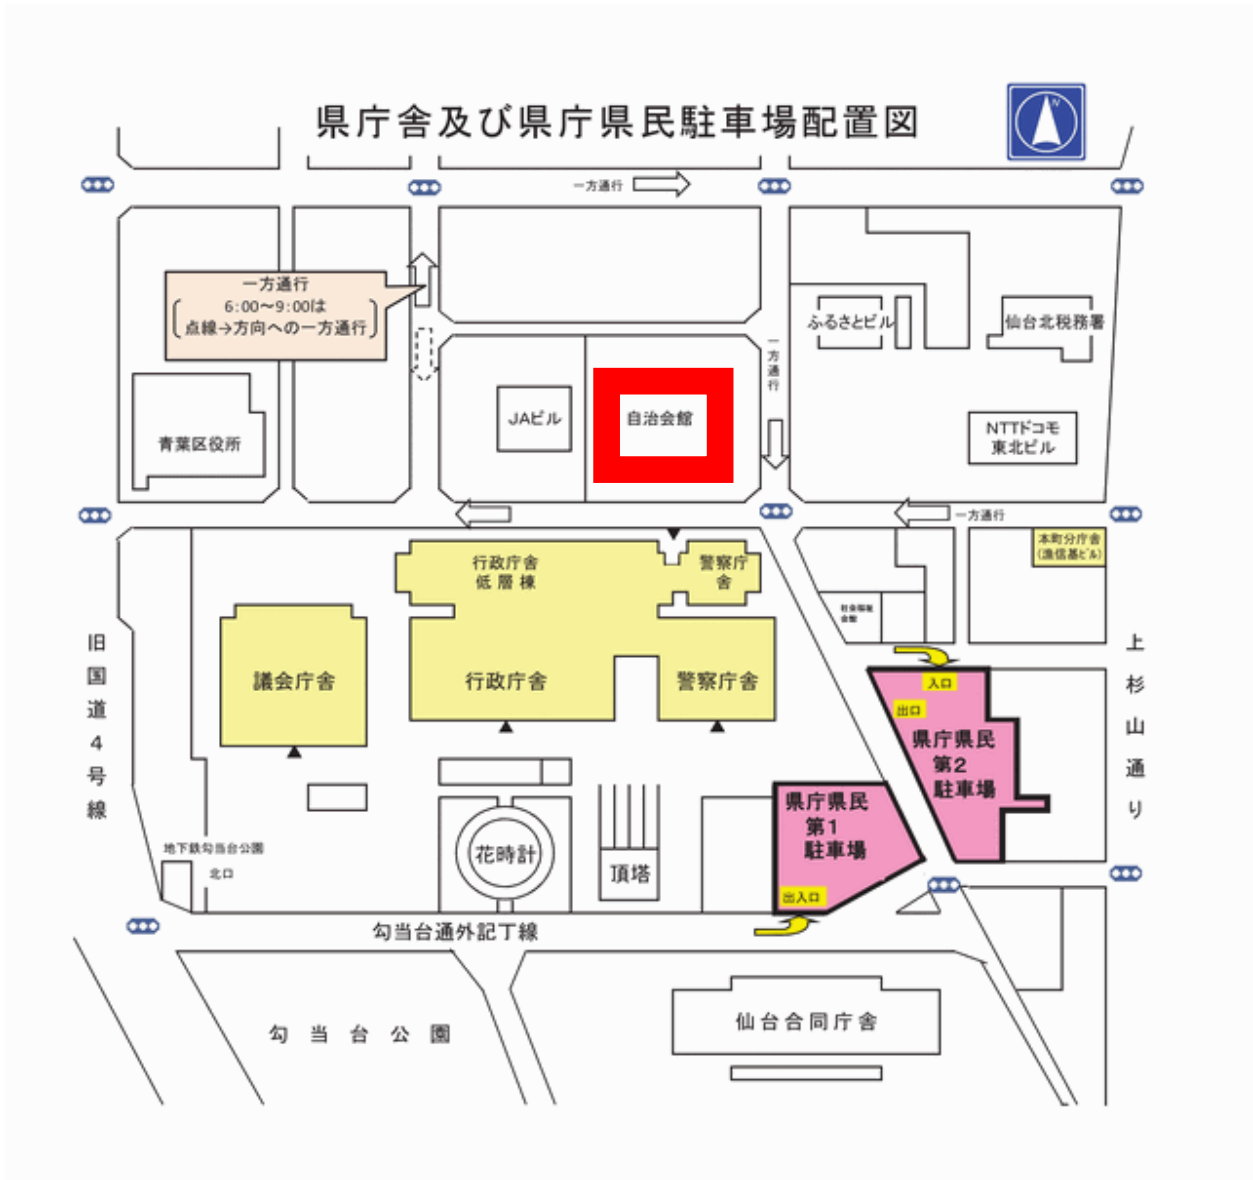 県庁舎及び県庁県民駐車場配置図
N
一方通行
一方通行
6:00～9:00は
点線→方向への一方通行
ふるさとビル
仙台北税務署
一方通行
JAビル
自治会館
NTTドコモ
東北ビル
青葉区役所
一方通行
本町分庁舎
(漁信基ビル)
行政庁舎
低層棟
警察庁
舎
社会福祉
会館
旧国道4号線
上杉山通り
議会庁舎
行政庁舎
警察庁舎
入口
出口
県庁県民
第2
駐車場
県庁県民
第1
駐車場
地下鉄勾当台公園
北口
花時計
頂塔
出入口
勾当台通外記丁線
仙台合同庁舎
勾当台公園